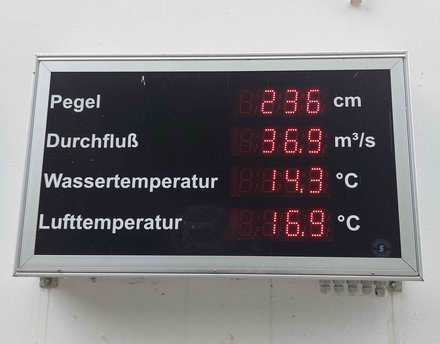 Pegel 236 cm
Durchfluß 36.9 m³/s
Wassertemperatur 14.3 °C
Lufttemperatur 16.9 °C